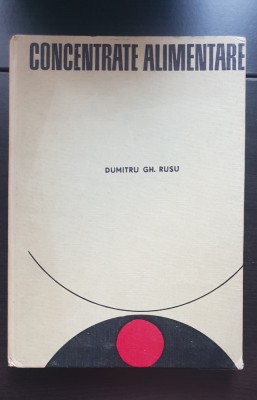 CONCENTRATE ALIMENTARE
DUMITRU GH. RUSU